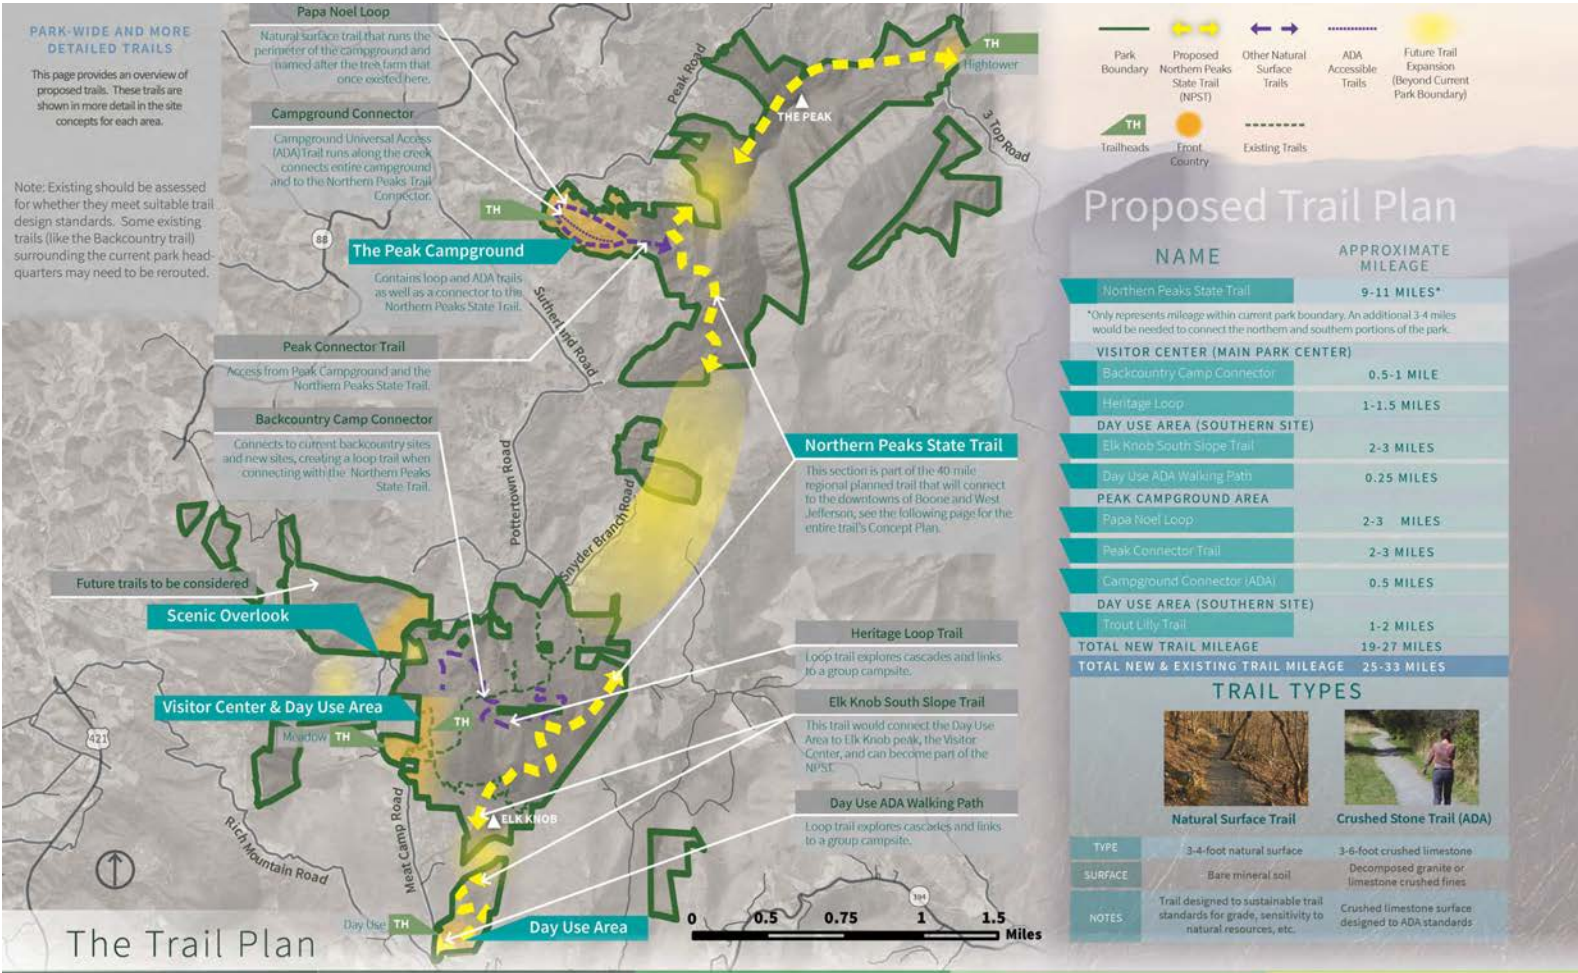 PARK-WIDE AND MORE
DETAILED TRAILS
This page provides an overview of
proposed trails. These trails are
shown in more detail in the site
concepts for each area.
Note: Existing should be assessed
for whether they meet suitable trail
design standards. Some existing
trails (like the Backcountry trail)
surrounding the current park head-
quarters may need to be rerouted.
Papa Noel Loop
Natural surface trail that runs the
perimeter of the campground and
named after the tree farm that
once existed here.
Campground Connector
Campground Universal Access
(ADA)Trail runs along the creek
connects entire campground
and to the Northern Peaks Trail
Connector.
TH
88
The Peak Campground
Contains loop and ADA trails
as well as a connector to the
Northern Peaks State Trail.
Peak Connector Trail
Access from Peak Campground and the
Northern Peaks State Trail.
Backcountry Camp Connector
Connects to current backcountry sites
and new sites, creating a loop trail when
connecting with the Northern Peaks
State Trail.
Peak Road
TH
Hightower
THE PEAK
3 Top Road
Sutherland Road
Pottertown Road
Snyder Branch Road
Northern Peaks State Trail
This section is part of the 40 mile
regional planned trail that will connect
to the downtowns of Boone and West
Jefferson, see the following page for the
entire trail's Concept Plan.
Future trails to be considered
Scenic Overlook
Visitor Center & Day Use Area
TH
Meadow TH
421
Heritage Loop Trail
Loop trail explores cascades and links
to a group campsite.
Elk Knob South Slope Trail
This trail would connect the Day Use
Area to Elk Knob peak, the Visitor
Center, and can become part of the
NPST.
Day Use ADA Walking Path
Loop trail explores cascades and links
to a group campsite.
ELK KNOB
Meat Camp Road
Rich Mountain Road
Day Use TH
Day Use Area
194
0 0.5 0.75 1 1.5
Miles
The Trail Plan
Park
Boundary
Proposed
Northern Peaks
State Trail
(NPST)
Other Natural
Surface
Trails
ADA
Accessible
Trails
Future Trail
Expansion
(Beyond Current
Park Boundary)
TH
Trailheads
Front
Country
Existing Trails
Proposed Trail Plan
NAME APPROXIMATE
MILEAGE
Northern Peaks State Trail 9-11 MILES*
*Only represents mileage within current park boundary. An additional 3-4 miles
would be needed to connect the northern and southern portions of the park.
VISITOR CENTER (MAIN PARK CENTER)
Backcountry Camp Connector 0.5-1 MILE
Heritage Loop 1-1.5 MILES
DAY USE AREA (SOUTHERN SITE)
Elk Knob South Slope Trail 2-3 MILES
Day Use ADA Walking Path 0.25 MILES
PEAK CAMPGROUND AREA
Papa Noel Loop 2-3 MILES
Peak Connector Trail 2-3 MILES
Campground Connector (ADA) 0.5 MILES
DAY USE AREA (SOUTHERN SITE)
Trout Lilly Trail 1-2 MILES
TOTAL NEW TRAIL MILEAGE 19-27 MILES
TOTAL NEW & EXISTING TRAIL MILEAGE 25-33 MILES
TRAIL TYPES
Natural Surface Trail Crushed Stone Trail (ADA)
TYPE 3-4-foot natural surface 3-6-foot crushed limestone
SURFACE Bare mineral soil Decomposed granite or
limestone crushed fines
NOTES Trail designed to sustainable trail
standards for grade, sensitivity to
natural resources, etc.
Crushed limestone surface
designed to ADA standards